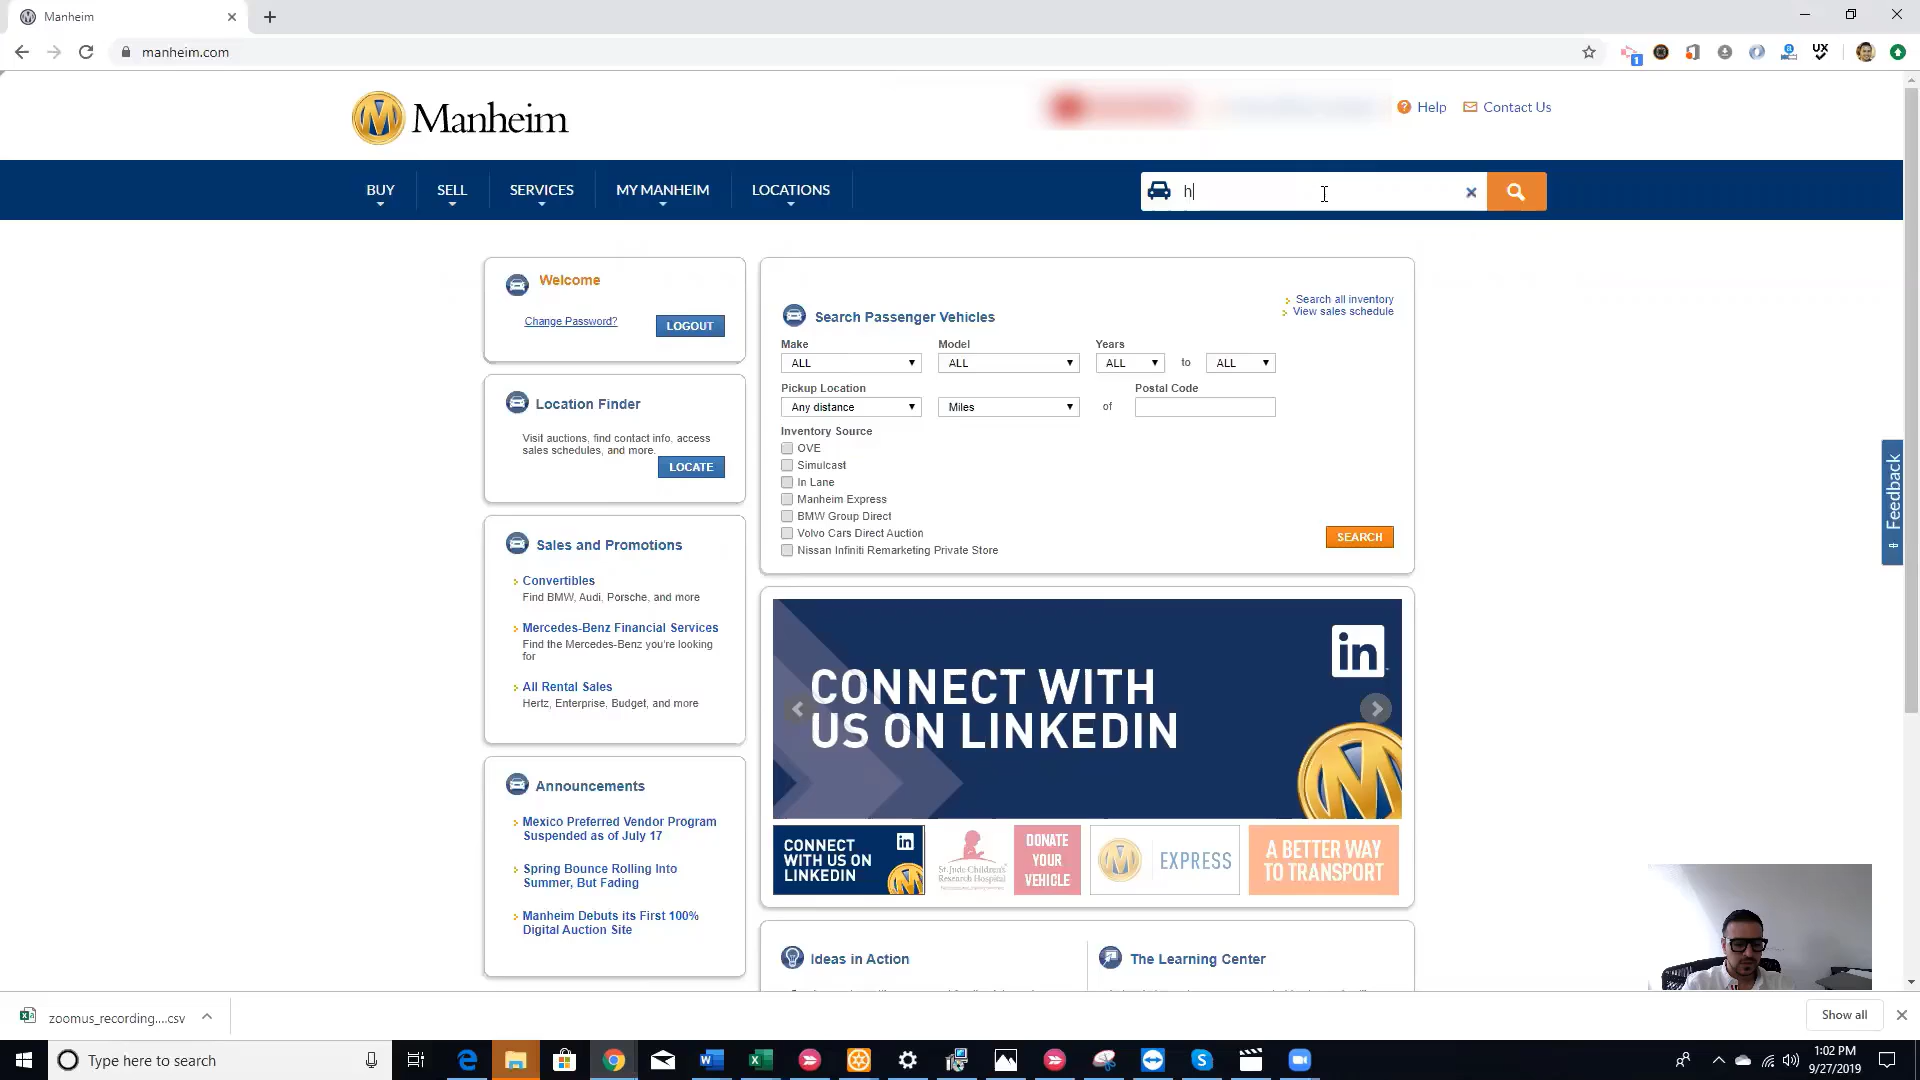 Manheim
manheim.com
1
UX
Manheim
Help
Contact Us
BUY
SELL
SERVICES
MY MANHEIM
LOCATIONS
h
Welcome
Change Password?
LOGOUT
Location Finder
Visit auctions, find contact info, access
sales schedules, and more.
LOCATE
Sales and Promotions
Convertibles
Find BMW, Audi, Porsche, and more
Mercedes-Benz Financial Services
Find the Mercedes-Benz you're looking
for
All Rental Sales
Hertz, Enterprise, Budget, and more
Announcements
Mexico Preferred Vendor Program
Suspended as of July 17
Spring Bounce Rolling Into
Summer, But Fading
Manheim Debuts its First 100%
Digital Auction Site
Search all inventory
View sales schedule
Search Passenger Vehicles
Make
Model
Years
ALL
ALL
ALL
to
ALL
Pickup Location
Postal Code
Any distance
Miles
of
Inventory Source
OVE
Simulcast
In Lane
Manheim Express
BMW Group Direct
Volvo Cars Direct Auction
Nissan Infiniti Remarketing Private Store
SEARCH
CONNECT WITH
US ON LINKEDIN
in
CONNECT
WITH US ON
LINKEDIN
in
St. Jude Children's
Research Hospital
DONATE
YOUR
VEHICLE
EXPRESS
A BETTER WAY
TO TRANSPORT
Ideas in Action
The Learning Center
Feedback
zoomus_recording....csv
Show all
Type here to search
1:02 PM
9/27/2019